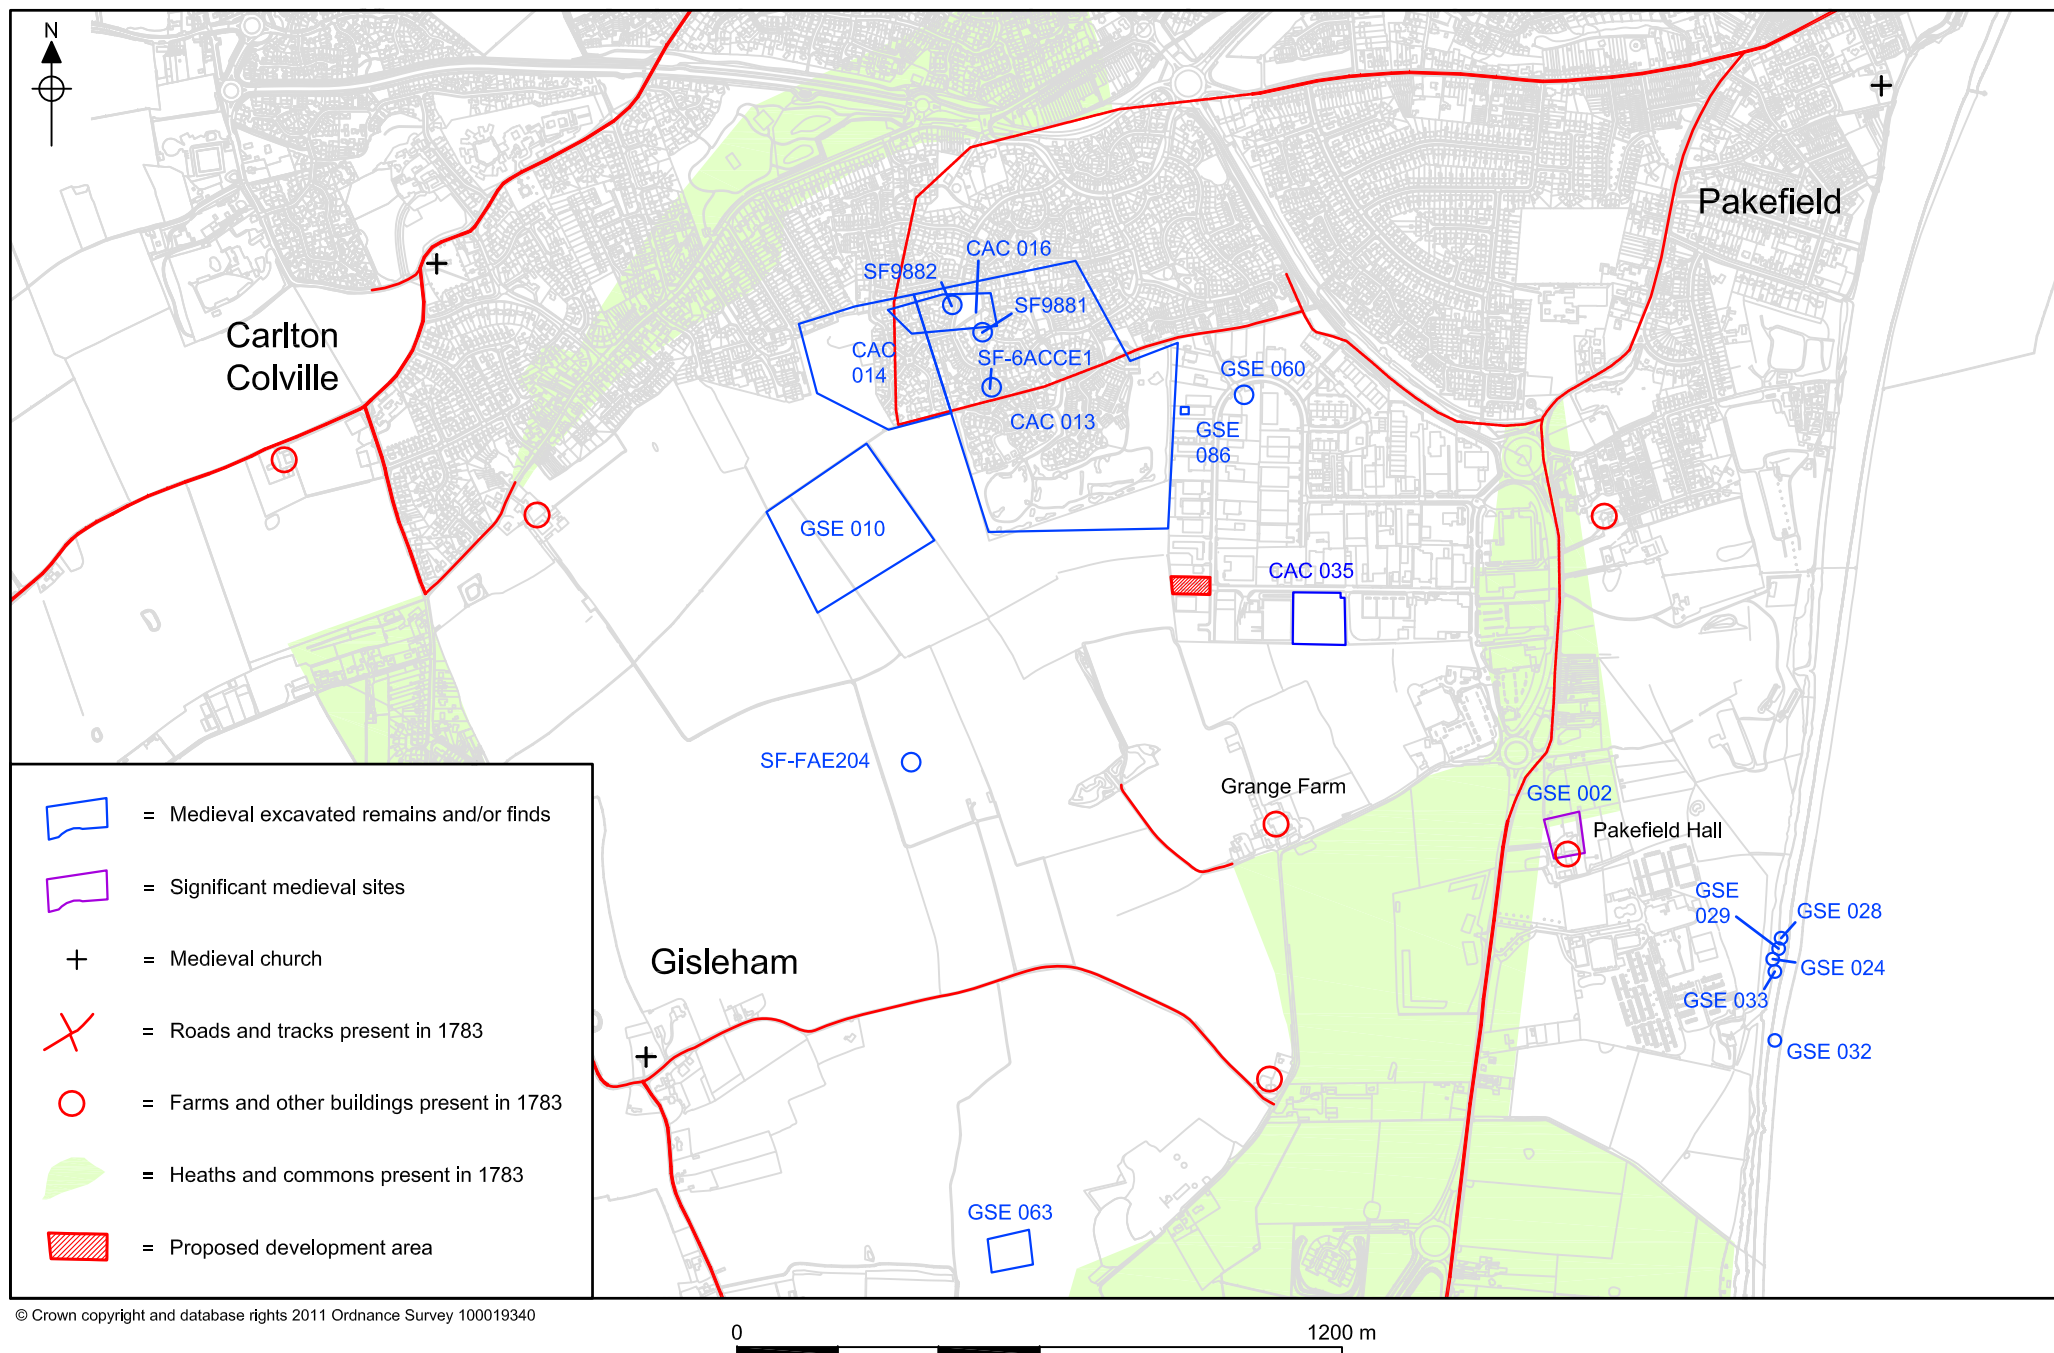 N
Pakefield
CAC 016
SF9882
SF9881
Carlton
Colville
CAC
014
SF-6ACCE1
GSE 060
CAC 013
GSE
086
GSE 010
CAC 035
SF-FAE204
Grange Farm
GSE 002
Pakefield Hall
GSE
029
GSE 028
GSE 024
GSE 033
GSE 032
Gisleham
GSE 063
= Medieval excavated remains and/or finds
= Significant medieval sites
= Medieval church
= Roads and tracks present in 1783
= Farms and other buildings present in 1783
= Heaths and commons present in 1783
= Proposed development area
© Crown copyright and database rights 2011 Ordnance Survey 100019340
0
1200 m